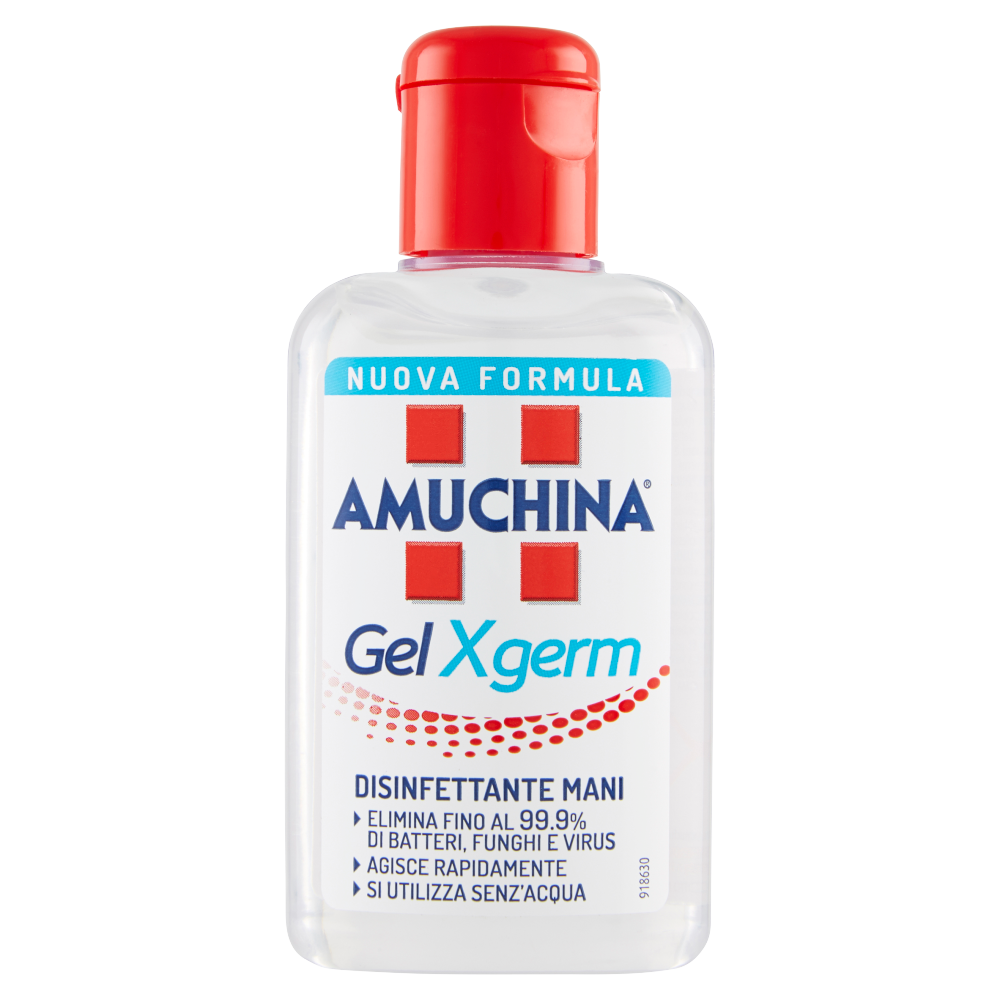 NUOVA FORMULA
AMUCHINA®
Gel Xgerm
DISINFETTANTE MANI
ELIMINA FINO AL 99.9%
DI BATTERI, FUNGHI E VIRUS
AGISCE RAPIDAMENTE
SI UTILIZZA SENZ'ACQUA
918630